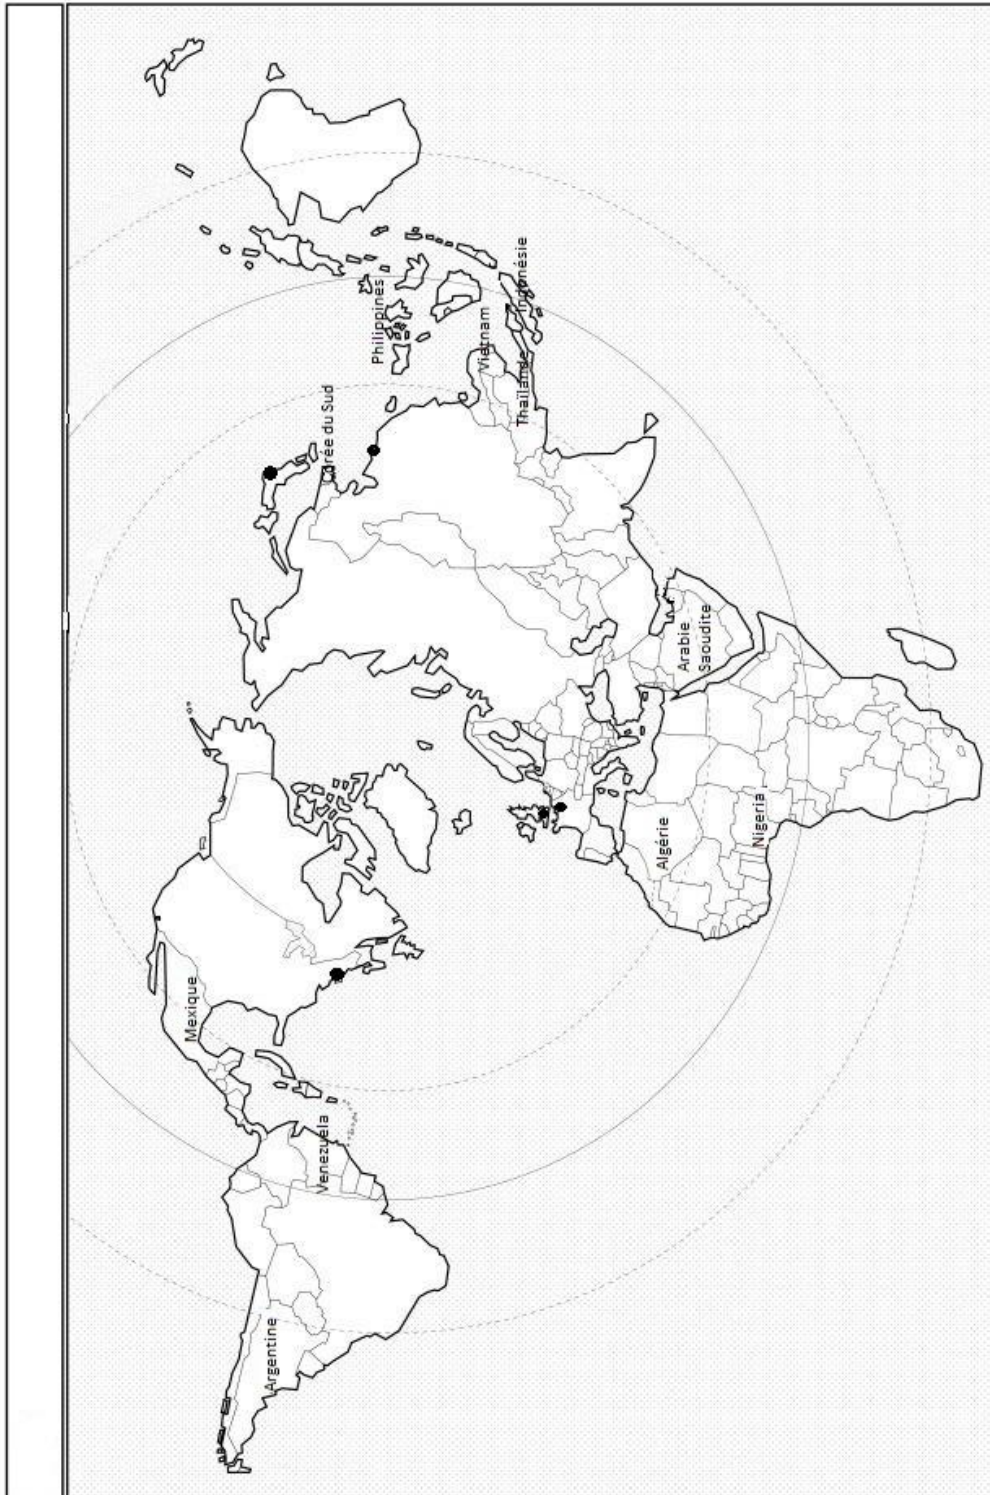 Mexique
Venezuela
Argentine
Algérie
Nigeria
Arabie
Saoudite
Corée du Sud
Philippines
Vietnam
Thaïlande
Indonésie